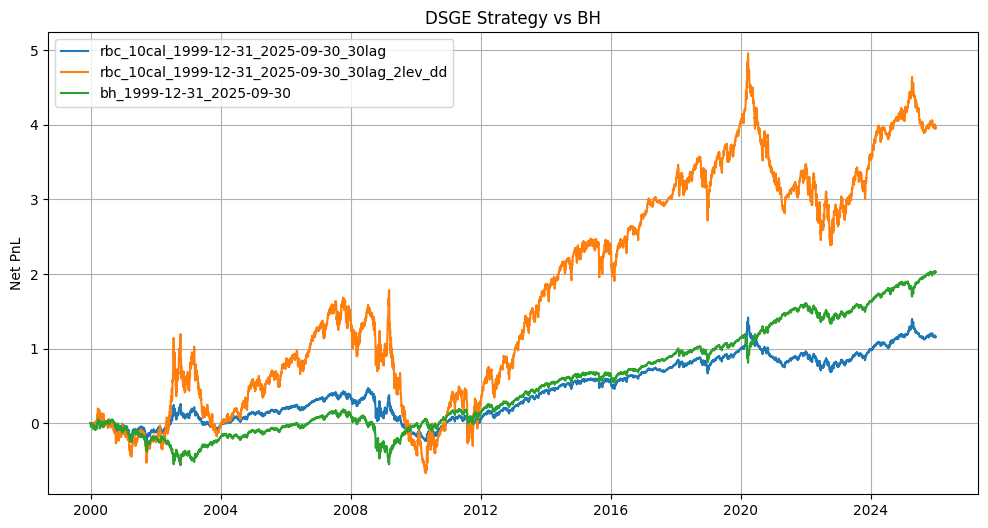 DSGE Strategy vs BH
rbc_10cal_1999-12-31_2025-09-30_30lag
rbc_10cal_1999-12-31_2025-09-30_30lag_2lev_dd
bh_1999-12-31_2025-09-30
Net PnL
5
4
3
2
1
0
2000 2004 2008 2012 2016 2020 2024